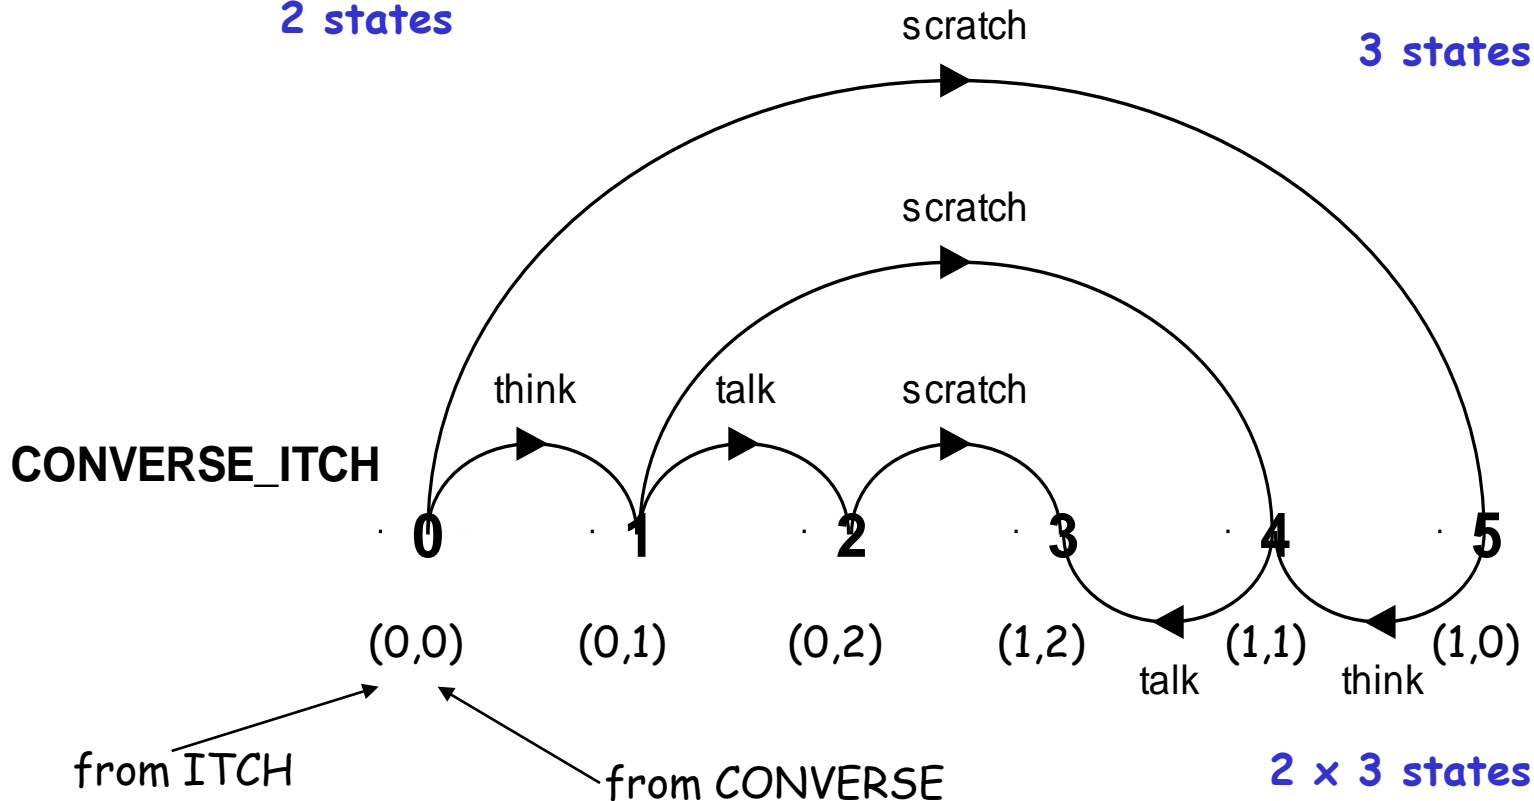 2 states
scratch
3 states
scratch
think
talk
scratch
CONVERSE_ITCH
0 1 2 3 4 5
(0,0) (0,1) (0,2) (1,2) (1,1) (1,0)
talk think
from ITCH
from CONVERSE
2 x 3 states